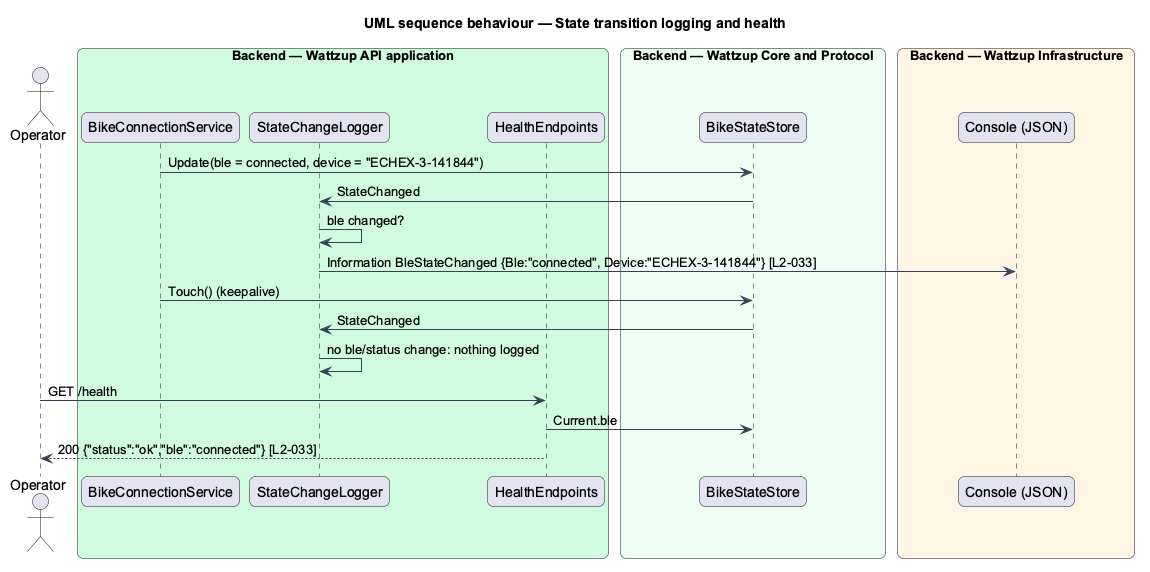 UML sequence behaviour — State transition logging and health
Backend — Wattzup API application
Backend — Wattzup Core and Protocol
Backend — Wattzup Infrastructure
Operator
BikeConnectionService
StateChangeLogger
HealthEndpoints
BikeStateStore
Console (JSON)
Update(ble = connected, device = "ECHEX-3-141844")
StateChanged
ble changed?
Information BleStateChanged {Ble:"connected", Device:"ECHEX-3-141844"} [L2-033]
Touch() (keepalive)
StateChanged
no ble/status change: nothing logged
GET /health
Current.ble
200 {"status":"ok","ble":"connected"} [L2-033]
Operator
BikeConnectionService
StateChangeLogger
HealthEndpoints
BikeStateStore
Console (JSON)